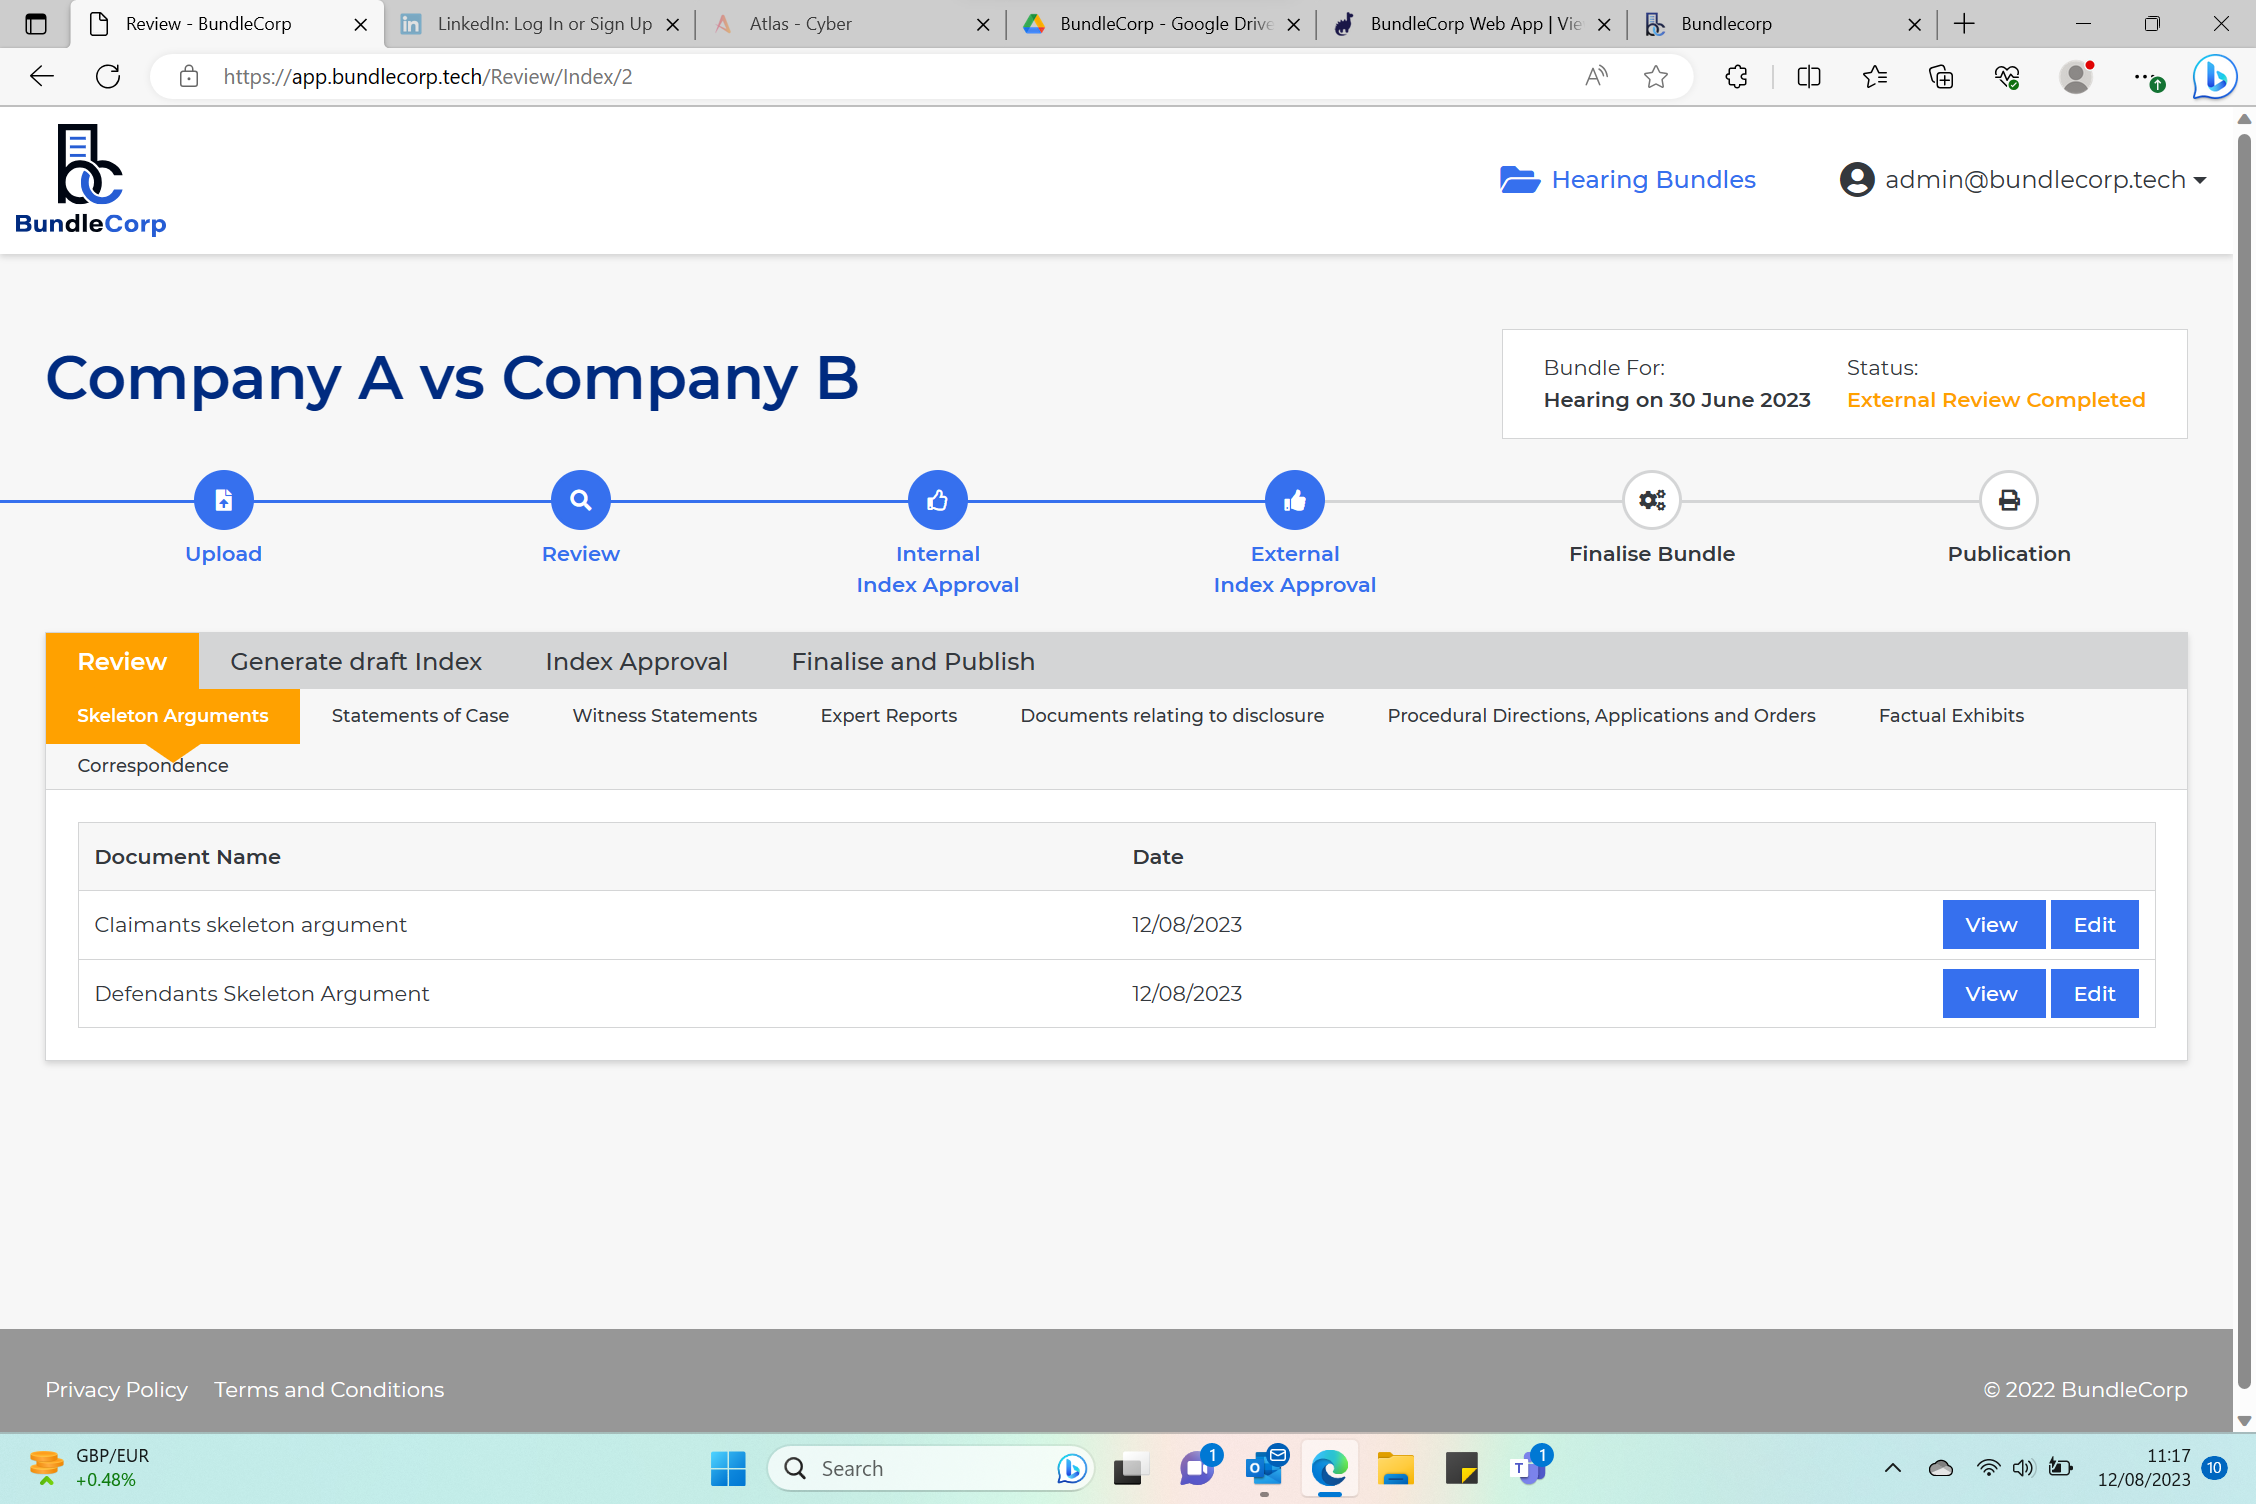 Review - BundleCorp
LinkedIn: Log In or Sign Up
Atlas - Cyber
BundleCorp - Google Drive
BundleCorp Web App | Vie
Bundlecorp
https://app.bundlecorp.tech/Review/Index/2
BundleCorp
Hearing Bundles
admin@bundlecorp.tech
Company A vs Company B
Bundle For:
Hearing on 30 June 2023
Status:
External Review Completed
Upload
Review
Internal
Index Approval
External
Index Approval
Finalise Bundle
Publication
Review Generate draft Index Index Approval Finalise and Publish
Skeleton Arguments Statements of Case Witness Statements Expert Reports Documents relating to disclosure Procedural Directions, Applications and Orders Factual Exhibits
Correspondence
Document Name Date
Claimants skeleton argument 12/08/2023 View Edit
Defendants Skeleton Argument 12/08/2023 View Edit
Privacy Policy Terms and Conditions © 2022 BundleCorp
GBP/EUR
+0.48%
Search
1
1
11:17
12/08/2023
10